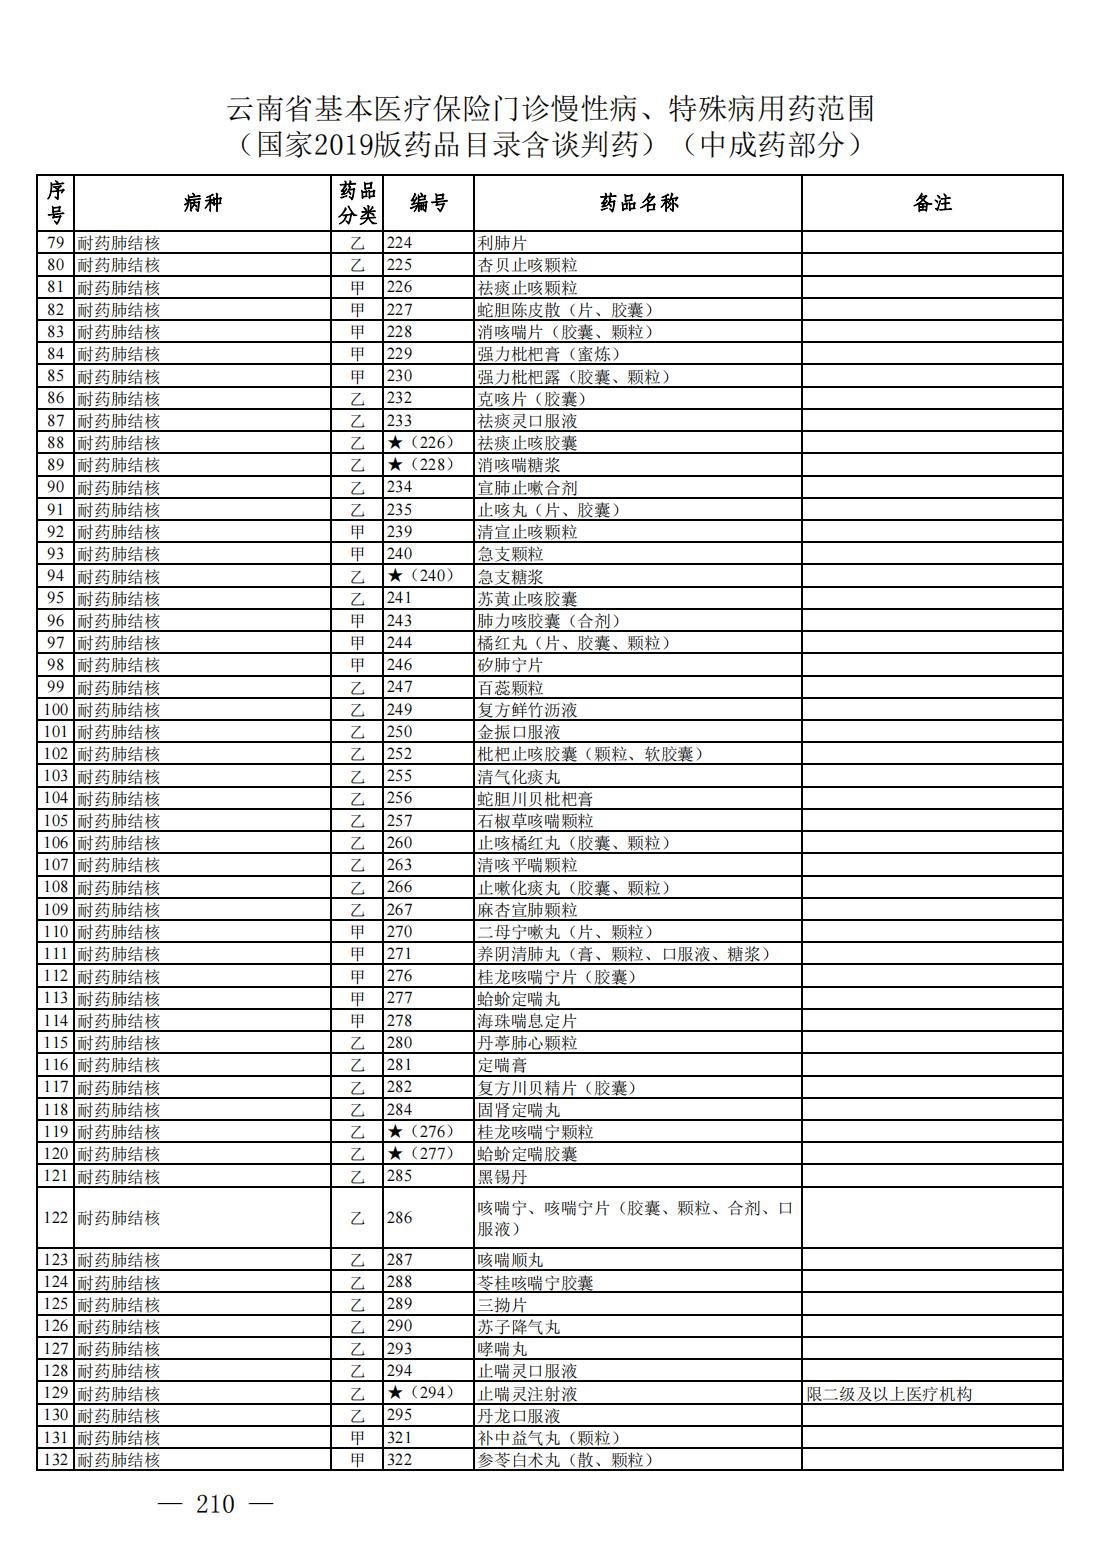 云南省基本医疗保险门诊慢性病、特殊病用药范围
（国家2019版药品目录含谈判药）（中成药部分）
序号 病种 药品分类 编号 药品名称 备注
79 耐药肺结核 乙 224 利肺片
80 耐药肺结核 乙 225 杏贝止咳颗粒
81 耐药肺结核 甲 226 祛痰止咳颗粒
82 耐药肺结核 甲 227 蛇胆陈皮散（片、胶囊）
83 耐药肺结核 甲 228 消咳喘片（胶囊、颗粒）
84 耐药肺结核 甲 229 强力枇杷膏（蜜炼）
85 耐药肺结核 甲 230 强力枇杷露（胶囊、颗粒）
86 耐药肺结核 乙 232 克咳片（胶囊）
87 耐药肺结核 乙 233 祛痰灵口服液
88 耐药肺结核 乙 ★（226） 祛痰止咳胶囊
89 耐药肺结核 乙 ★（228） 消咳喘糖浆
90 耐药肺结核 乙 234 宣肺止嗽合剂
91 耐药肺结核 乙 235 止咳丸（片、胶囊）
92 耐药肺结核 甲 239 清宣止咳颗粒
93 耐药肺结核 甲 240 急支颗粒
94 耐药肺结核 乙 ★（240） 急支糖浆
95 耐药肺结核 乙 241 苏黄止咳胶囊
96 耐药肺结核 甲 243 肺力咳胶囊（合剂）
97 耐药肺结核 甲 244 橘红丸（片、胶囊、颗粒）
98 耐药肺结核 甲 246 矽肺宁片
99 耐药肺结核 乙 247 百蕊颗粒
100 耐药肺结核 乙 249 复方鲜竹沥液
101 耐药肺结核 乙 250 金振口服液
102 耐药肺结核 乙 252 枇杷止咳胶囊（颗粒、软胶囊）
103 耐药肺结核 乙 255 清气化痰丸
104 耐药肺结核 乙 256 蛇胆川贝枇杷膏
105 耐药肺结核 乙 257 石椒草咳喘颗粒
106 耐药肺结核 乙 260 止咳橘红丸（胶囊、颗粒）
107 耐药肺结核 乙 263 清咳平喘颗粒
108 耐药肺结核 乙 266 止嗽化痰丸（胶囊、颗粒）
109 耐药肺结核 乙 267 麻杏宣肺颗粒
110 耐药肺结核 甲 270 二母宁嗽丸（片、颗粒）
111 耐药肺结核 甲 271 养阴清肺丸（膏、颗粒、口服液、糖浆）
112 耐药肺结核 甲 276 桂龙咳喘宁片（胶囊）
113 耐药肺结核 甲 277 蛤蚧定喘丸
114 耐药肺结核 甲 278 海珠喘息定片
115 耐药肺结核 乙 280 丹葶肺心颗粒
116 耐药肺结核 乙 281 定喘膏
117 耐药肺结核 乙 282 复方川贝精片（胶囊）
118 耐药肺结核 乙 284 固肾定喘丸
119 耐药肺结核 乙 ★（276） 桂龙咳喘宁颗粒
120 耐药肺结核 乙 ★（277） 蛤蚧定喘胶囊
121 耐药肺结核 乙 285 黑锡丹
122 耐药肺结核 乙 286 咳喘宁、咳喘宁片（胶囊、颗粒、合剂、口
服液）
123 耐药肺结核 乙 287 咳喘顺丸
124 耐药肺结核 乙 288 苓桂咳喘宁胶囊
125 耐药肺结核 乙 289 三拗片
126 耐药肺结核 乙 290 苏子降气丸
127 耐药肺结核 乙 293 哮喘丸
128 耐药肺结核 乙 294 止喘灵口服液
129 耐药肺结核 乙 ★（294） 止喘灵注射液 限二级及以上医疗机构
130 耐药肺结核 乙 295 丹龙口服液
131 耐药肺结核 甲 321 补中益气丸（颗粒）
132 耐药肺结核 甲 322 参苓白术丸（散、颗粒）
— 210 —